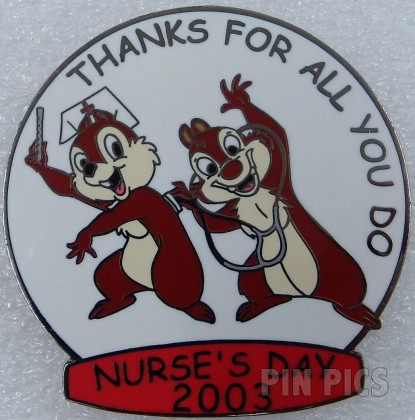 THANKS FOR ALL YOU DO
NURSE'S DAY
2003
PIN PICS